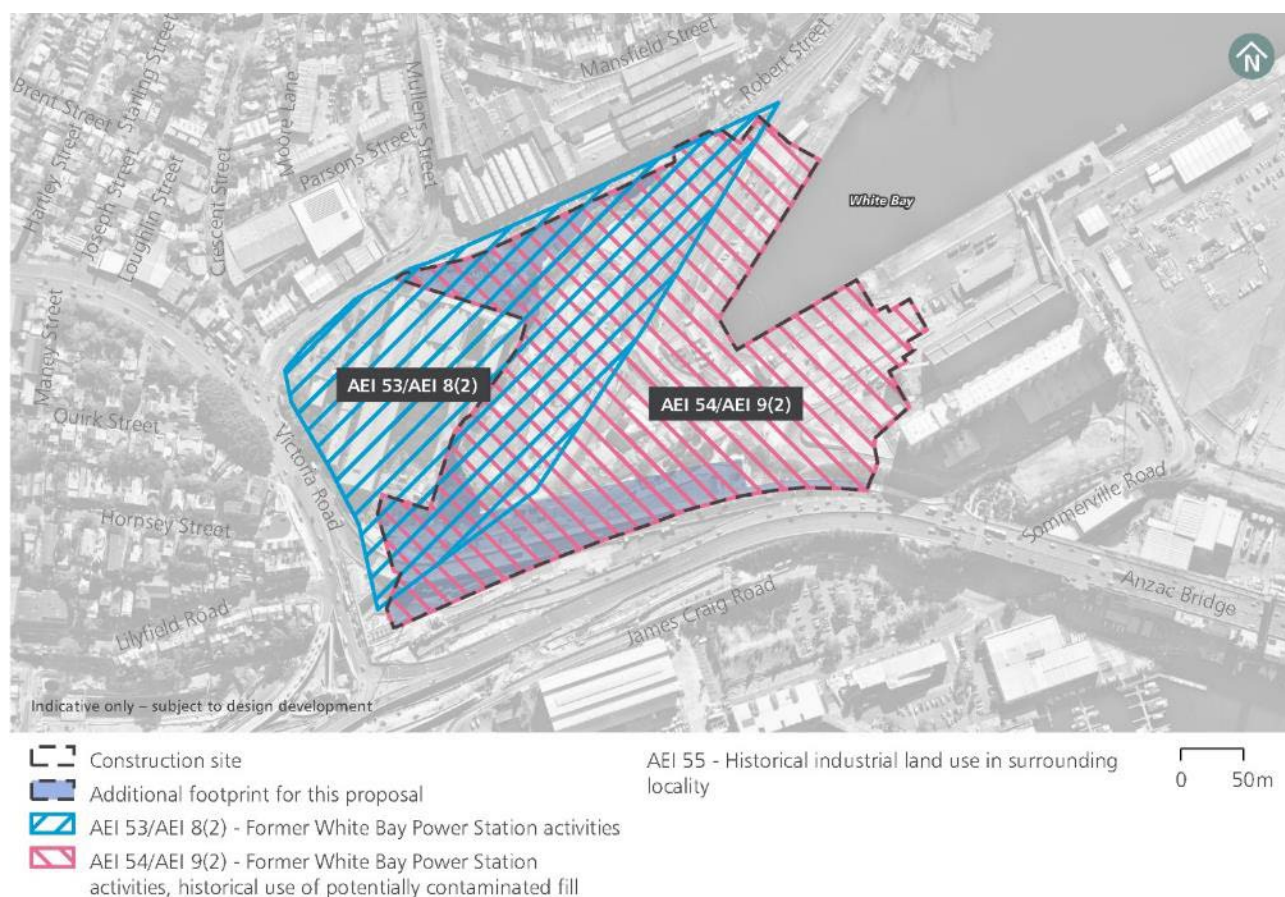 Mansfield Street
Robert Street
N
Brent Street
Starling Street
Moore Lane
Mullens Street
Hartley Street
Joseph Street
Loughlin Street
Crescent Street
Parsons Street
White Bay
Manny Street
AEI 53/AEI 8(2)
AEI 54/AEI 9(2)
Quirk Street
Victoria Road
Hornsey Street
Sommerville Road
Anzac Bridge
Lilyfield Road
James Craig Road
Indicative only – subject to design development
Construction site
Additional footprint for this proposal
AEI 53/AEI 8(2) - Former White Bay Power Station activities
AEI 54/AEI 9(2) - Former White Bay Power Station
activities, historical use of potentially contaminated fill
AEI 55 - Historical industrial land use in surrounding
locality
0 50m